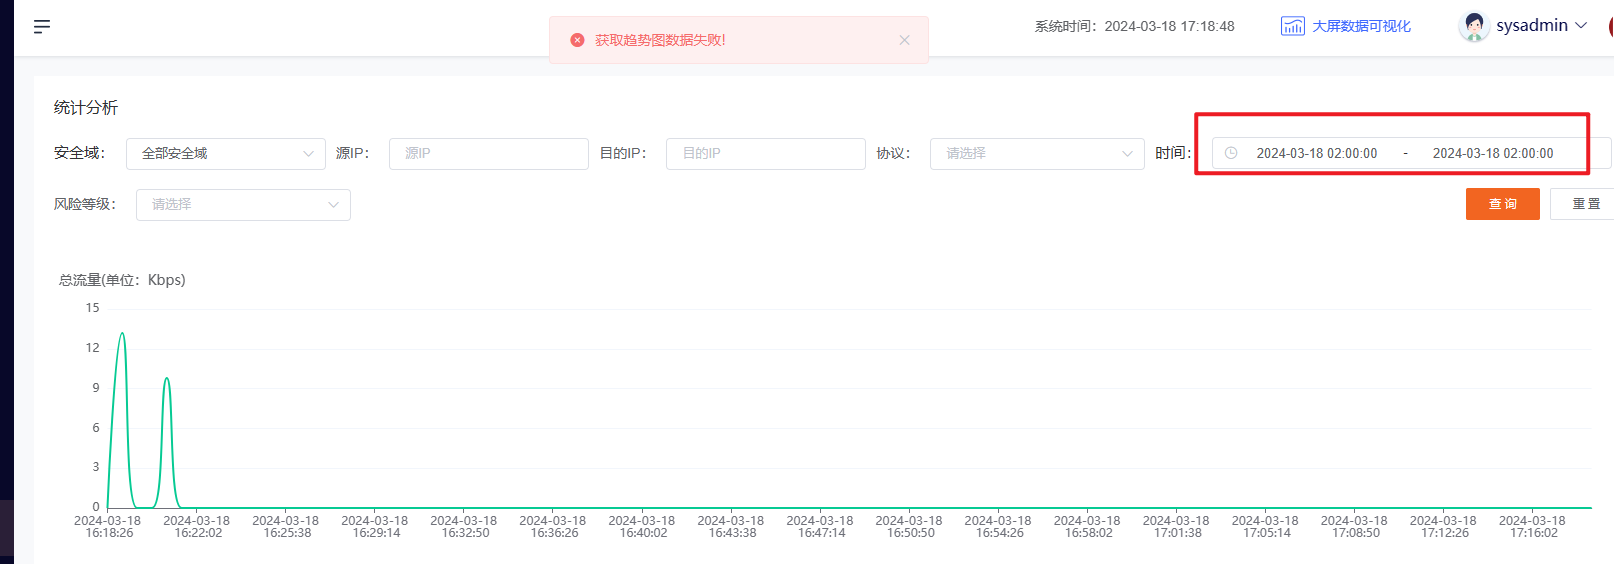 获取趋势图数据失败!
系统时间：2024-03-18 17:18:48
大屏数据可视化
sysadmin
统计分析
安全域： 全部安全域 源IP： 源IP 目的IP： 目的IP 协议： 请选择 时间： 2024-03-18 02:00:00 - 2024-03-18 02:00:00
风险等级： 请选择 查询 重置
总流量(单位：Kbps)
15
12
9
6
3
0
2024-03-18 2024-03-18 2024-03-18 2024-03-18 2024-03-18 2024-03-18 2024-03-18 2024-03-18 2024-03-18 2024-03-18 2024-03-18 2024-03-18 2024-03-18 2024-03-18 2024-03-18 2024-03-18 2024-03-18
16:18:26 16:22:02 16:25:38 16:29:14 16:32:50 16:36:26 16:40:02 16:43:38 16:47:14 16:50:50 16:54:26 16:58:02 17:01:38 17:05:14 17:08:50 17:12:26 17:16:02